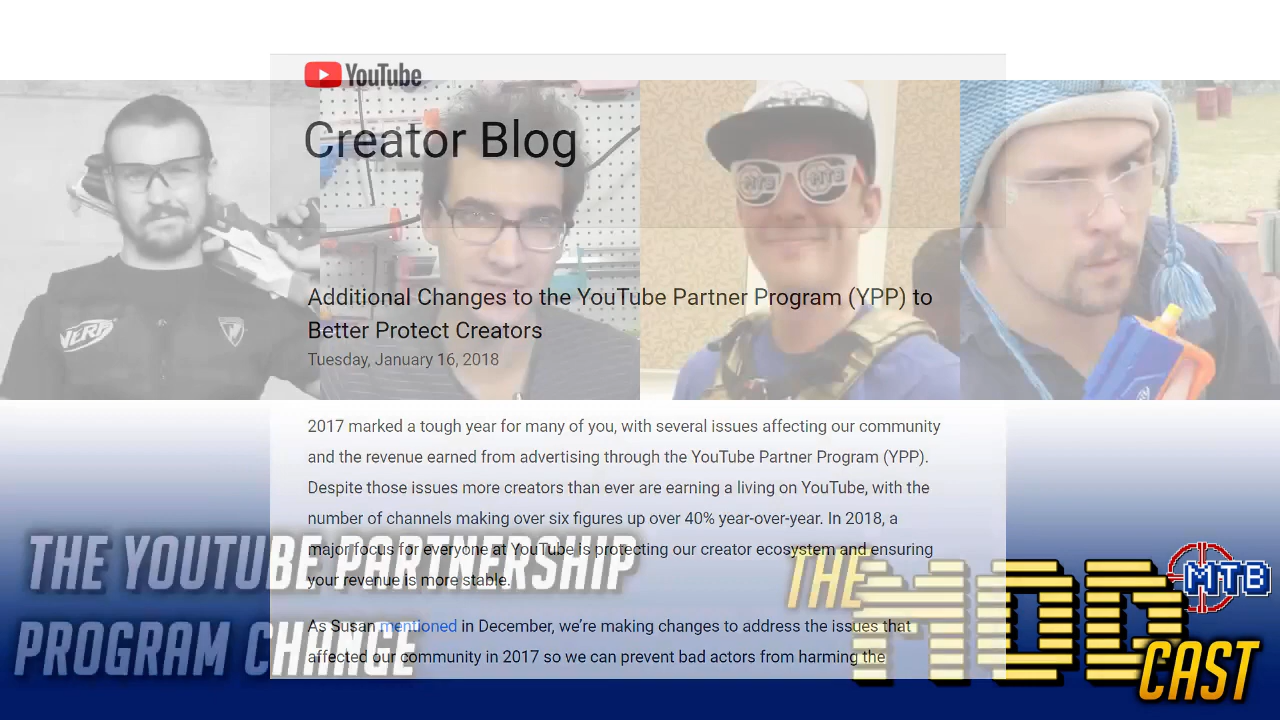 YouTube
Creator Blog
MTB MTB
NERF
Additional Changes to the YouTube Partner Program (YPP) to
Better Protect Creators
Tuesday, January 16, 2018
2017 marked a tough year for many of you, with several issues affecting our community
and the revenue earned from advertising through the YouTube Partner Program (YPP).
Despite those issues more creators than ever are earning a living on YouTube, with the
number of channels making over six figures up over 40% year-over-year. In 2018, a
major focus for everyone at YouTube is protecting our creator ecosystem and ensuring
your revenue is more stable.
As Susan mentioned in December, we’re making changes to address the issues that
affected our community in 2017 so we can prevent bad actors from harming the
THE YOUTUBE PARTNERSHIP
PROGRAM CHANGE
THE MOD
CAST
MTB